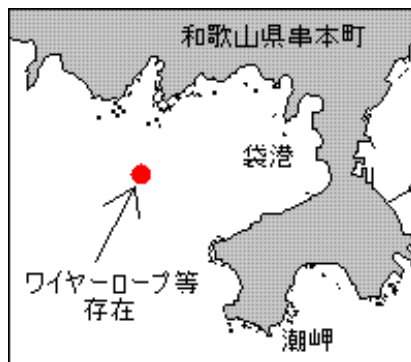 和歌山県串本町
袋港
ワイヤーロープ等
存在
潮岬